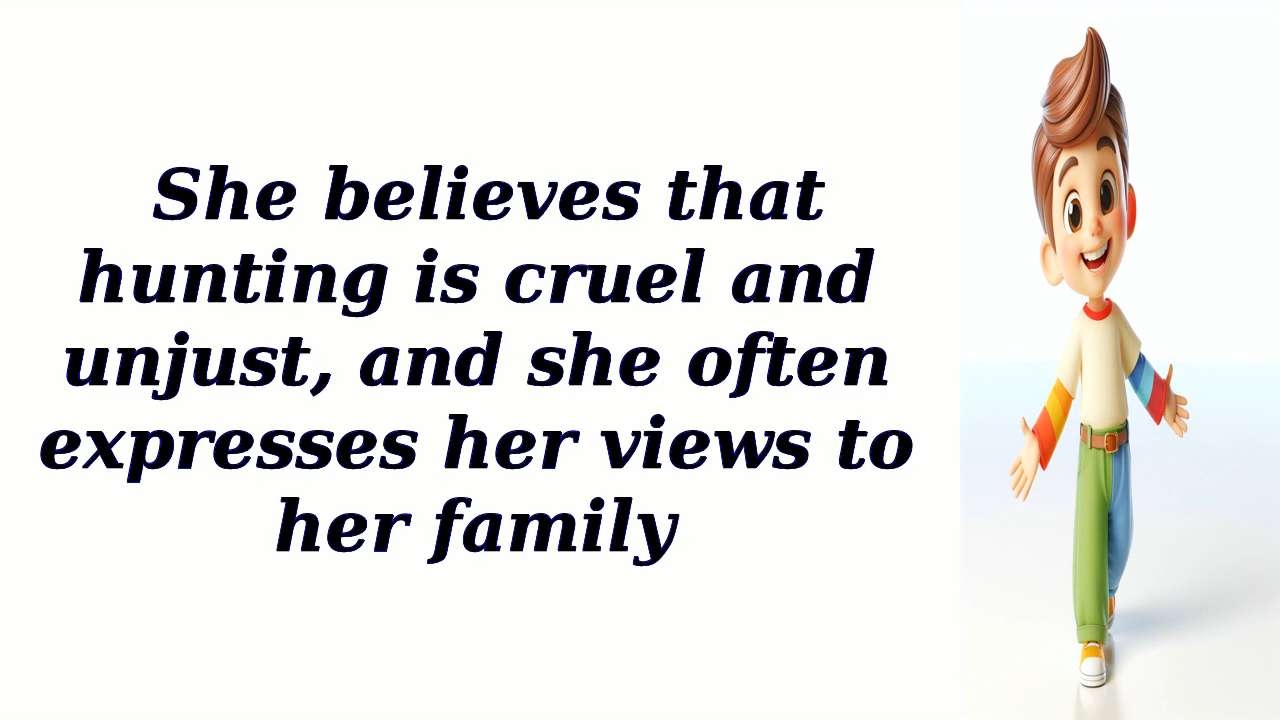 She believes that
hunting is cruel and
unjust, and she often
expresses her views to
her family